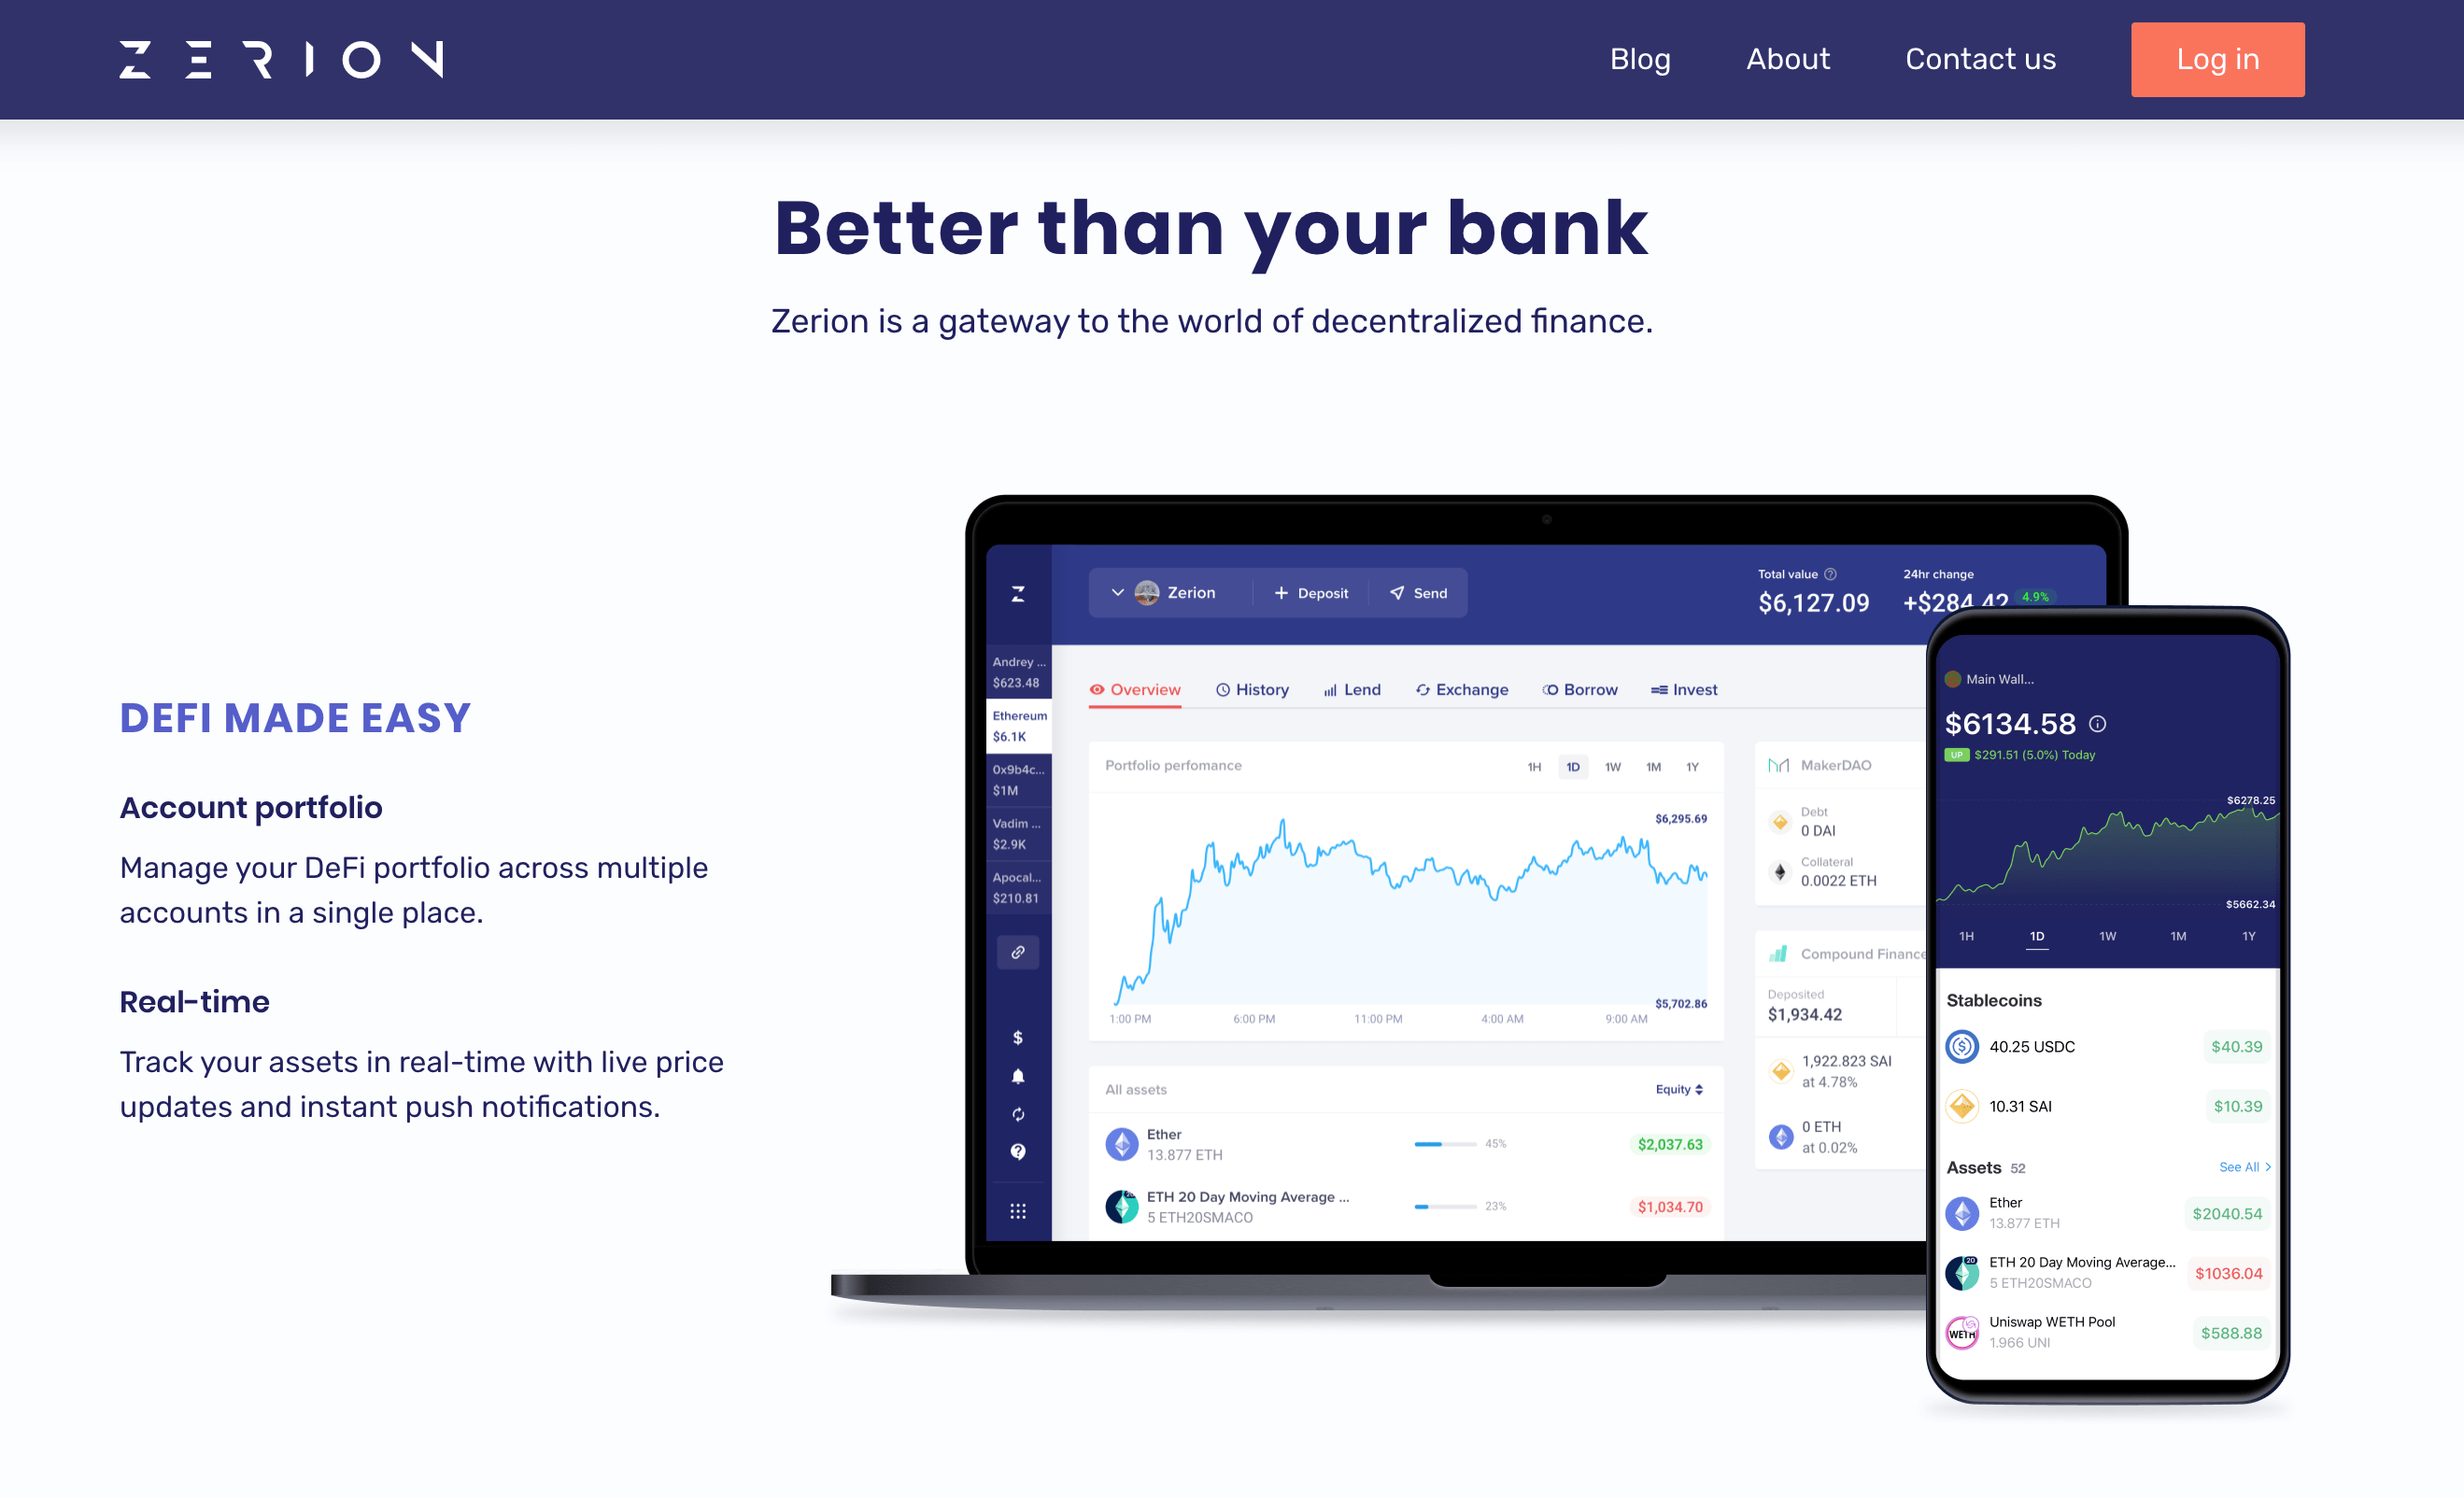 ZERION
Blog
About
Contact us
Log in
Better than your bank
Zerion is a gateway to the world of decentralized finance.
DEFI MADE EASY
Account portfolio
Manage your DeFi portfolio across multiple
accounts in a single place.
Real-time
Track your assets in real-time with live price
updates and instant push notifications.
Zerion
Deposit
Send
Total value
$6,127.09
24hr change
+$284.42
4.9%
Andrey ...
$623.48
Ethereum
$6.1K
0x9b4c...
$1M
Vadim ...
$2.9K
Apocal...
$210.81
Overview
History
Lend
Exchange
Borrow
Invest
Portfolio perfomance
1H
1D
1W
1M
1Y
$6,295.69
$5,702.86
1:00 PM
6:00 PM
11:00 PM
4:00 AM
9:00 AM
All assets
Equity
Ether
13.877 ETH
45%
$2,037.63
ETH 20 Day Moving Average ...
5 ETH20SMACO
23%
$1,034.70
MakerDAO
Debt
0 DAI
Collateral
0.0022 ETH
Compound Finance
Deposited
$1,934.42
1,922.823 SAI
at 4.78%
0 ETH
at 0.02%
Main Wall...
$6134.58
UP
$291.51 (5.0%) Today
$6278.25
$5662.34
1H
1D
1W
1M
1Y
Stablecoins
40.25 USDC
$40.39
10.31 SAI
$10.39
Assets 52
See All
Ether
13.877 ETH
$2040.54
20
ETH 20 Day Moving Average...
5 ETH20SMACO
$1036.04
WETH
Uniswap WETH Pool
1.966 UNI
$588.88